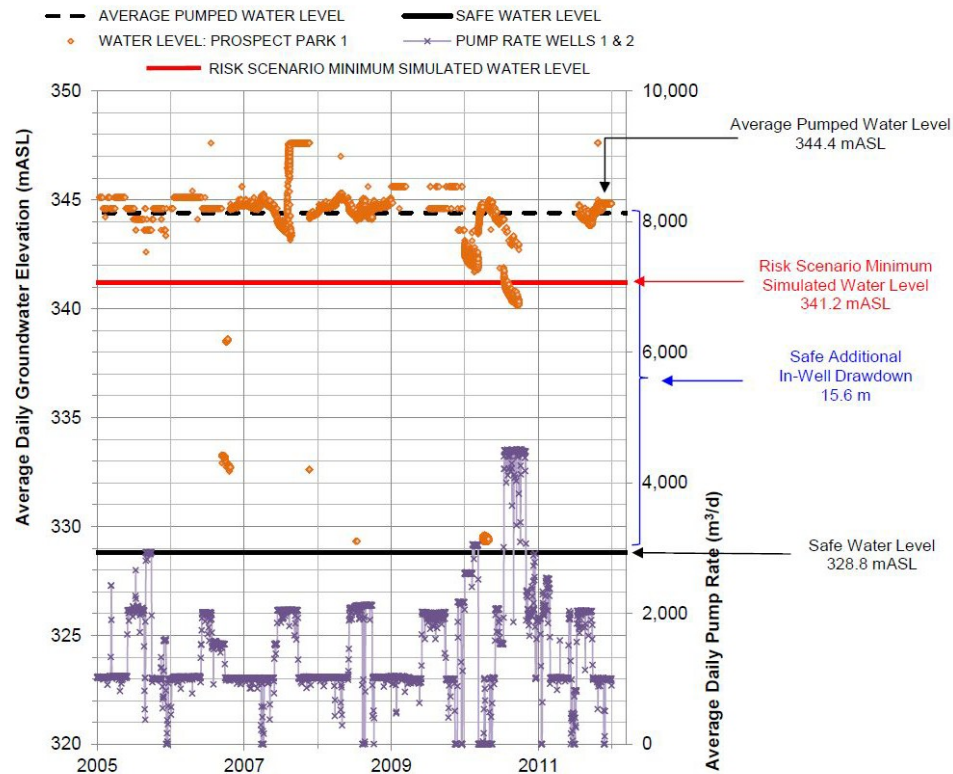 AVERAGE PUMPED WATER LEVEL
SAFE WATER LEVEL
WATER LEVEL: PROSPECT PARK 1
PUMP RATE WELLS 1 & 2
RISK SCENARIO MINIMUM SIMULATED WATER LEVEL
Average Daily Groundwater Elevation (mASL)
350
345
340
335
330
325
320
2005
2007
2009
2011
10,000
8,000
6,000
4,000
2,000
0
Average Daily Pump Rate (m³/d)
Average Pumped Water Level
344.4 mASL
Risk Scenario Minimum
Simulated Water Level
341.2 mASL
Safe Additional
In-Well Drawdown
15.6 m
Safe Water Level
328.8 mASL